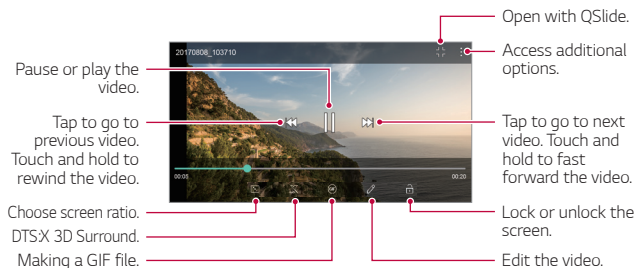 Open with QSlide.
20170808_103710
Access additional
options.
Pause or play the
video.
Tap to go to
previous video.
Touch and hold to
rewind the video.
Tap to go to next
video. Touch and
hold to fast
forward the video.
00:05
00:20
Choose screen ratio.
DTS:X 3D Surround.
Making a GIF file.
GIF
Lock or unlock the
screen.
Edit the video.